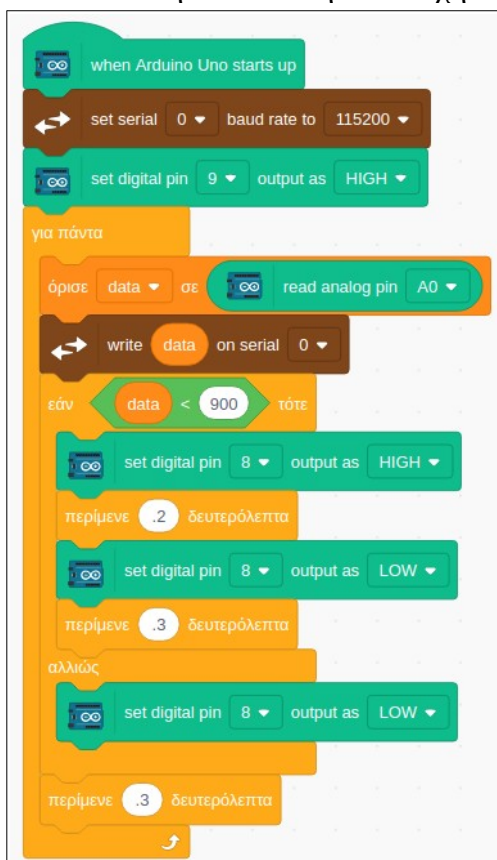 when Arduino Uno starts up
set serial 0 baud rate to 115200
set digital pin 9 output as HIGH
για πάντα
όρισε data σε read analog pin A0
write data on serial 0
εάν data < 900 τότε
set digital pin 8 output as HIGH
περίμενε .2 δευτερόλεπτα
set digital pin 8 output as LOW
περίμενε .3 δευτερόλεπτα
αλλιώς
set digital pin 8 output as LOW
περίμενε .3 δευτερόλεπτα